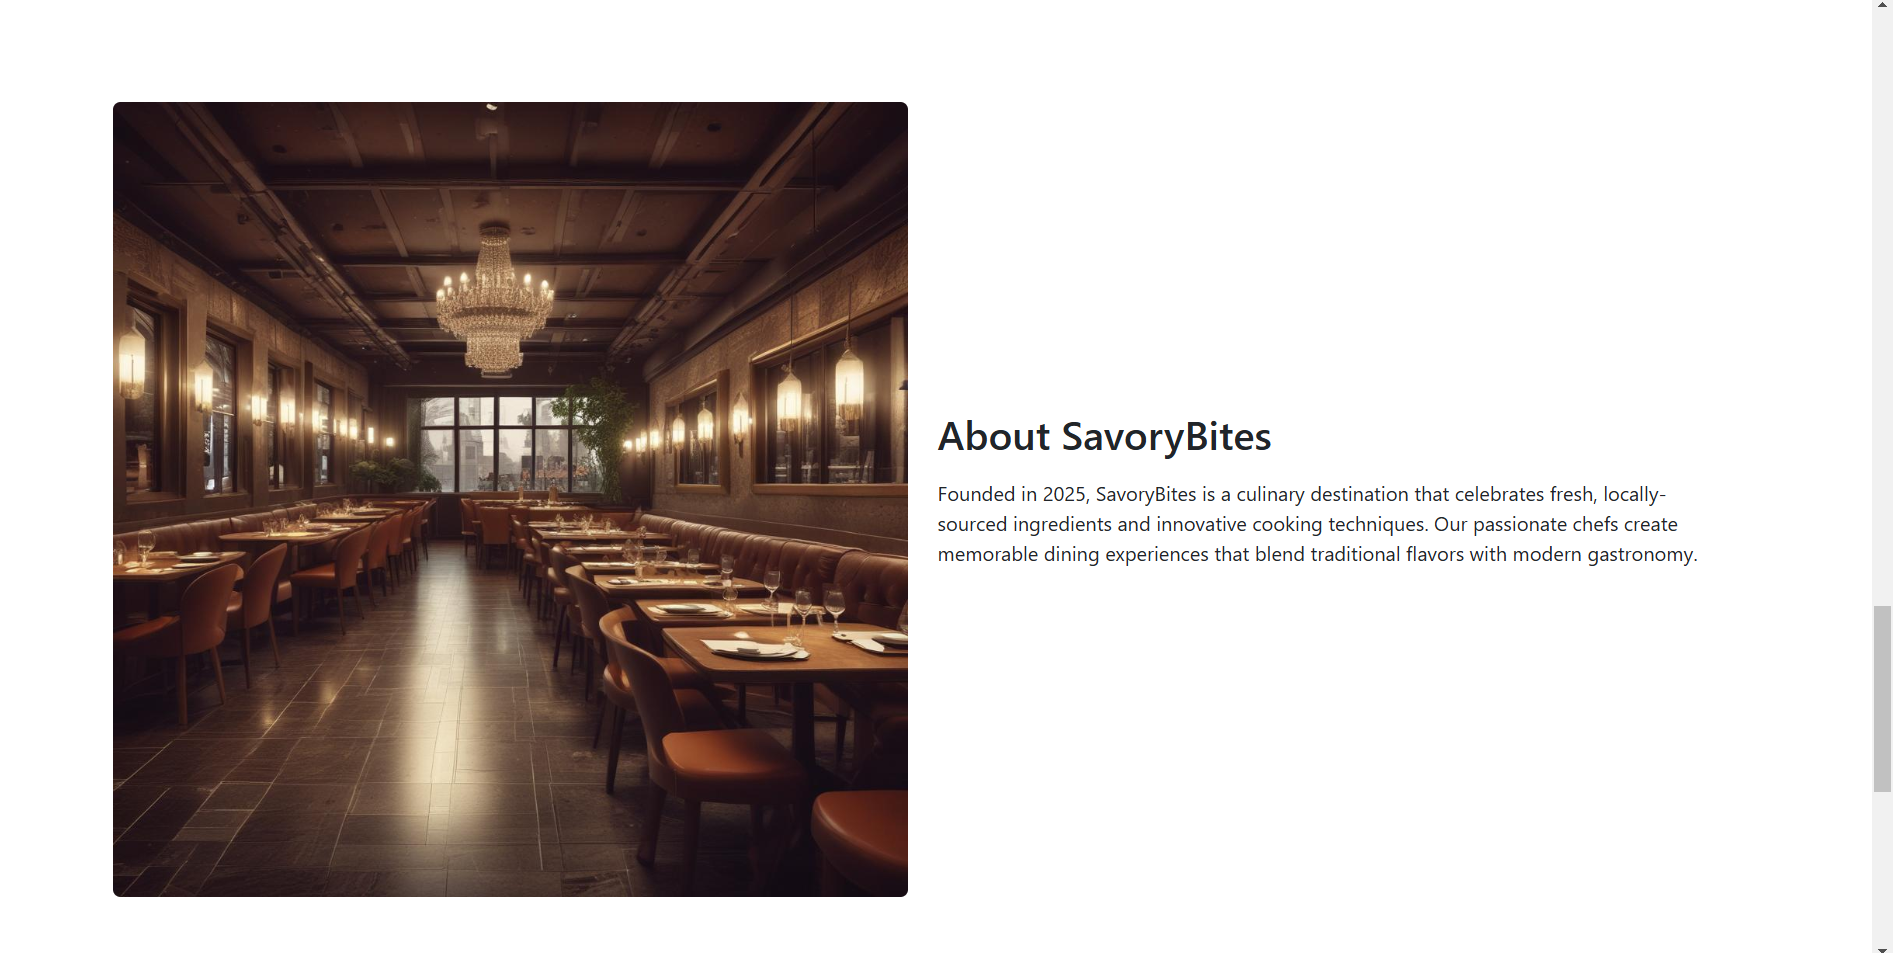 About SavoryBites
Founded in 2025, SavoryBites is a culinary destination that celebrates fresh, locally-
sourced ingredients and innovative cooking techniques. Our passionate chefs create
memorable dining experiences that blend traditional flavors with modern gastronomy.